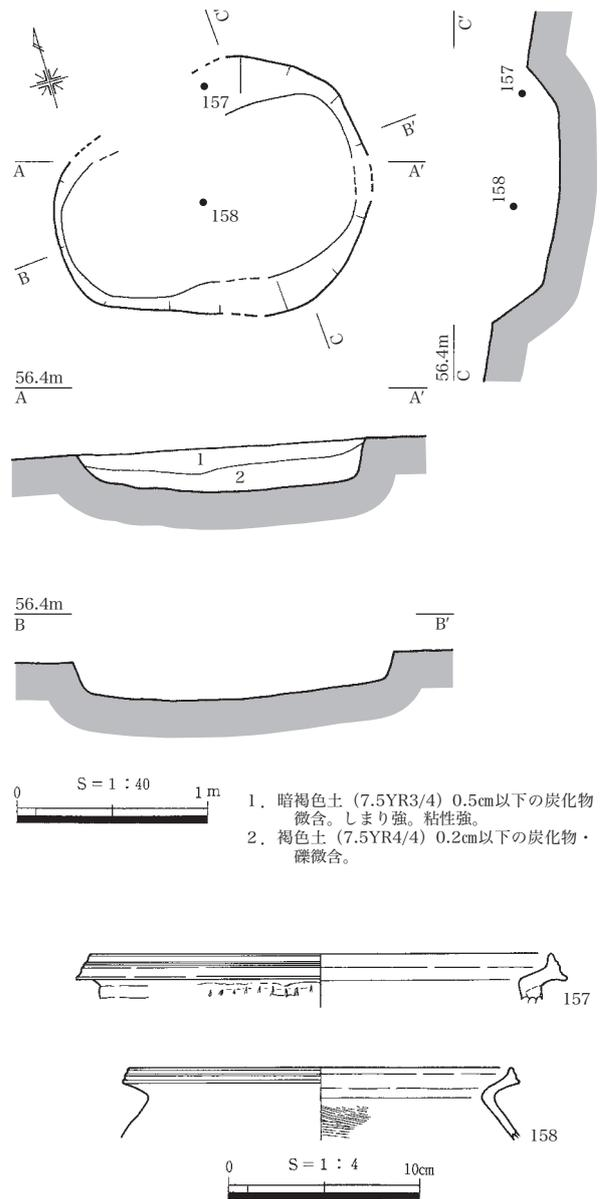 C′
C′
157
157
B′
A
A′
158
158
B
C
56.4m
C
56.4m
A
A′
1
2
56.4m
B
B′
S=1:40
0
1m
1．暗褐色土（7.5YR3/4）0.5㎝以下の炭化物
微含。しまり強。粘性強。
2．褐色土（7.5YR4/4）0.2㎝以下の炭化物・
礫微含。
157
158
S=1:4
0
10cm